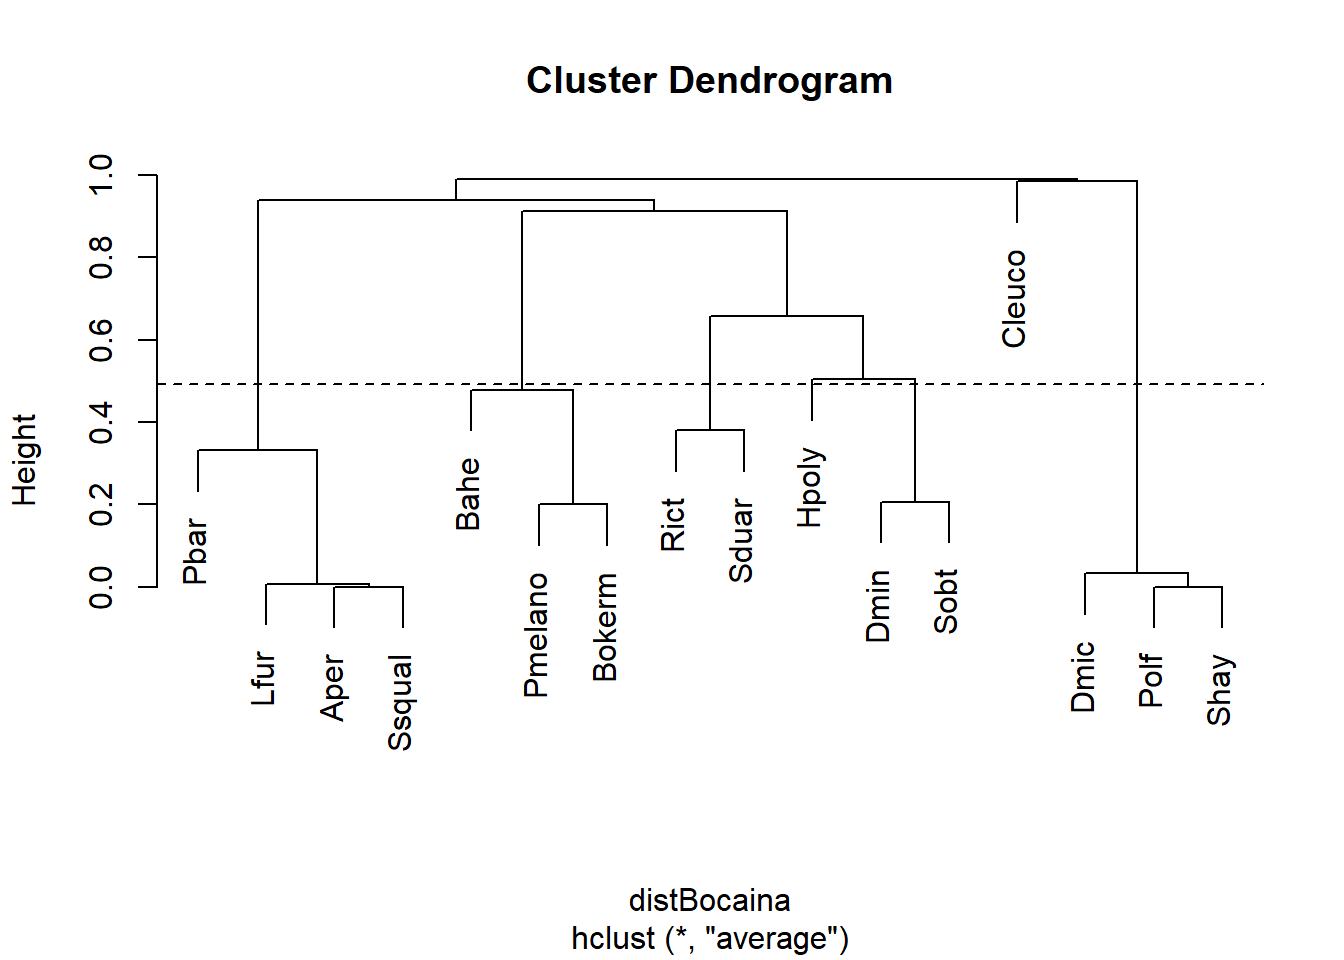 Cluster Dendrogram
Height
1.0
0.8
0.6
0.4
0.2
0.0
Pbar
Lfur
Aper
Ssqual
Bahe
Pmelano
Bokerm
Rict
Sduar
Hpoly
Dmin
Sobt
Cleuco
Dmic
Polf
Shay
distBocaina
hclust (*, "average")